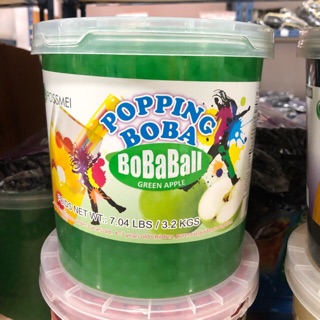 POSSMEI
POPPING
BOBA
BoBaBall
GREEN APPLE
NET WT.: 7.04 LBS / 3.2 KGS